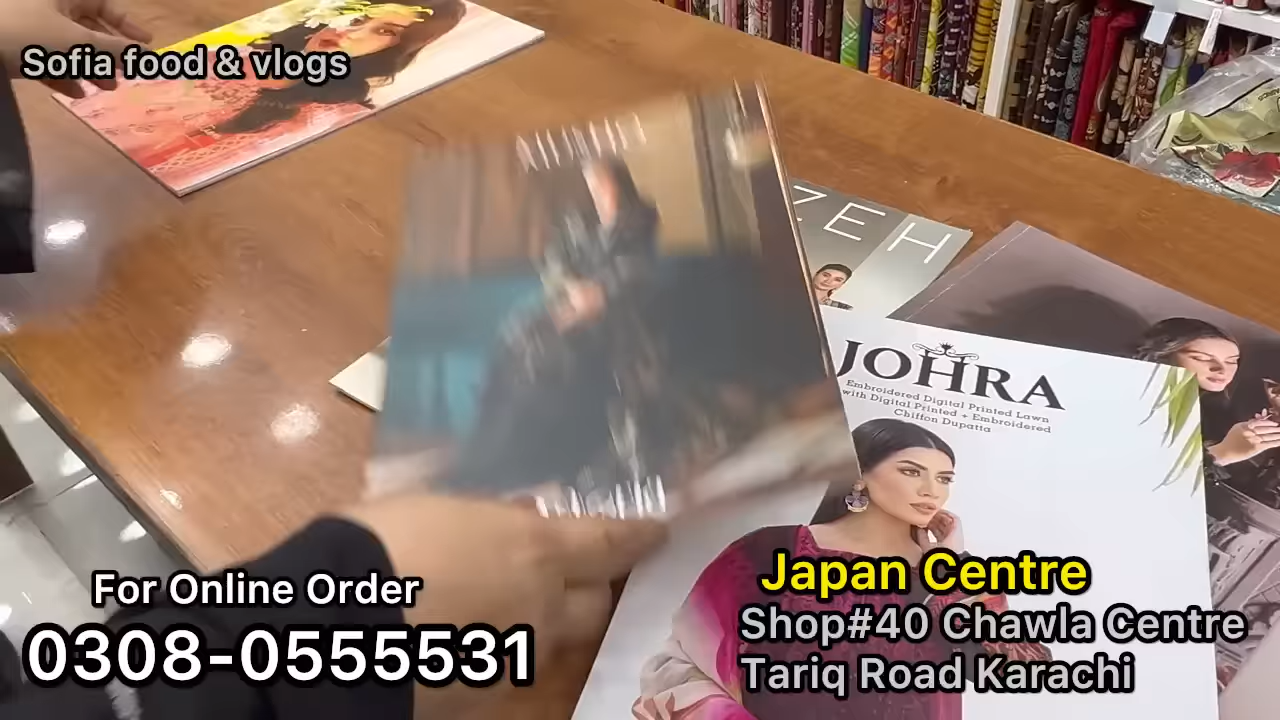 Sofia food & vlogs
ZEH
JOHRA
Embroidered Digital Printed Lawn
with Digital Printed + Embroidered
Chiffon Dupatta
For Online Order
0308-0555531
Japan Centre
Shop#40 Chawla Centre
Tariq Road Karachi